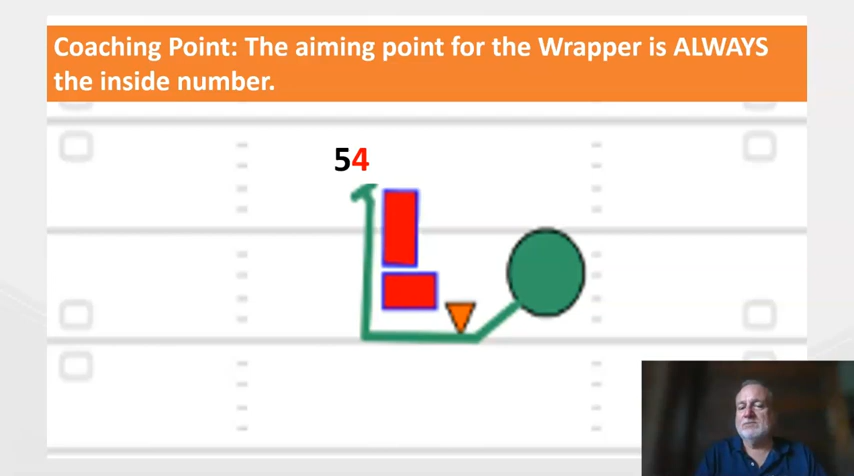 Coaching Point: The aiming point for the Wrapper is ALWAYS
the inside number.
54